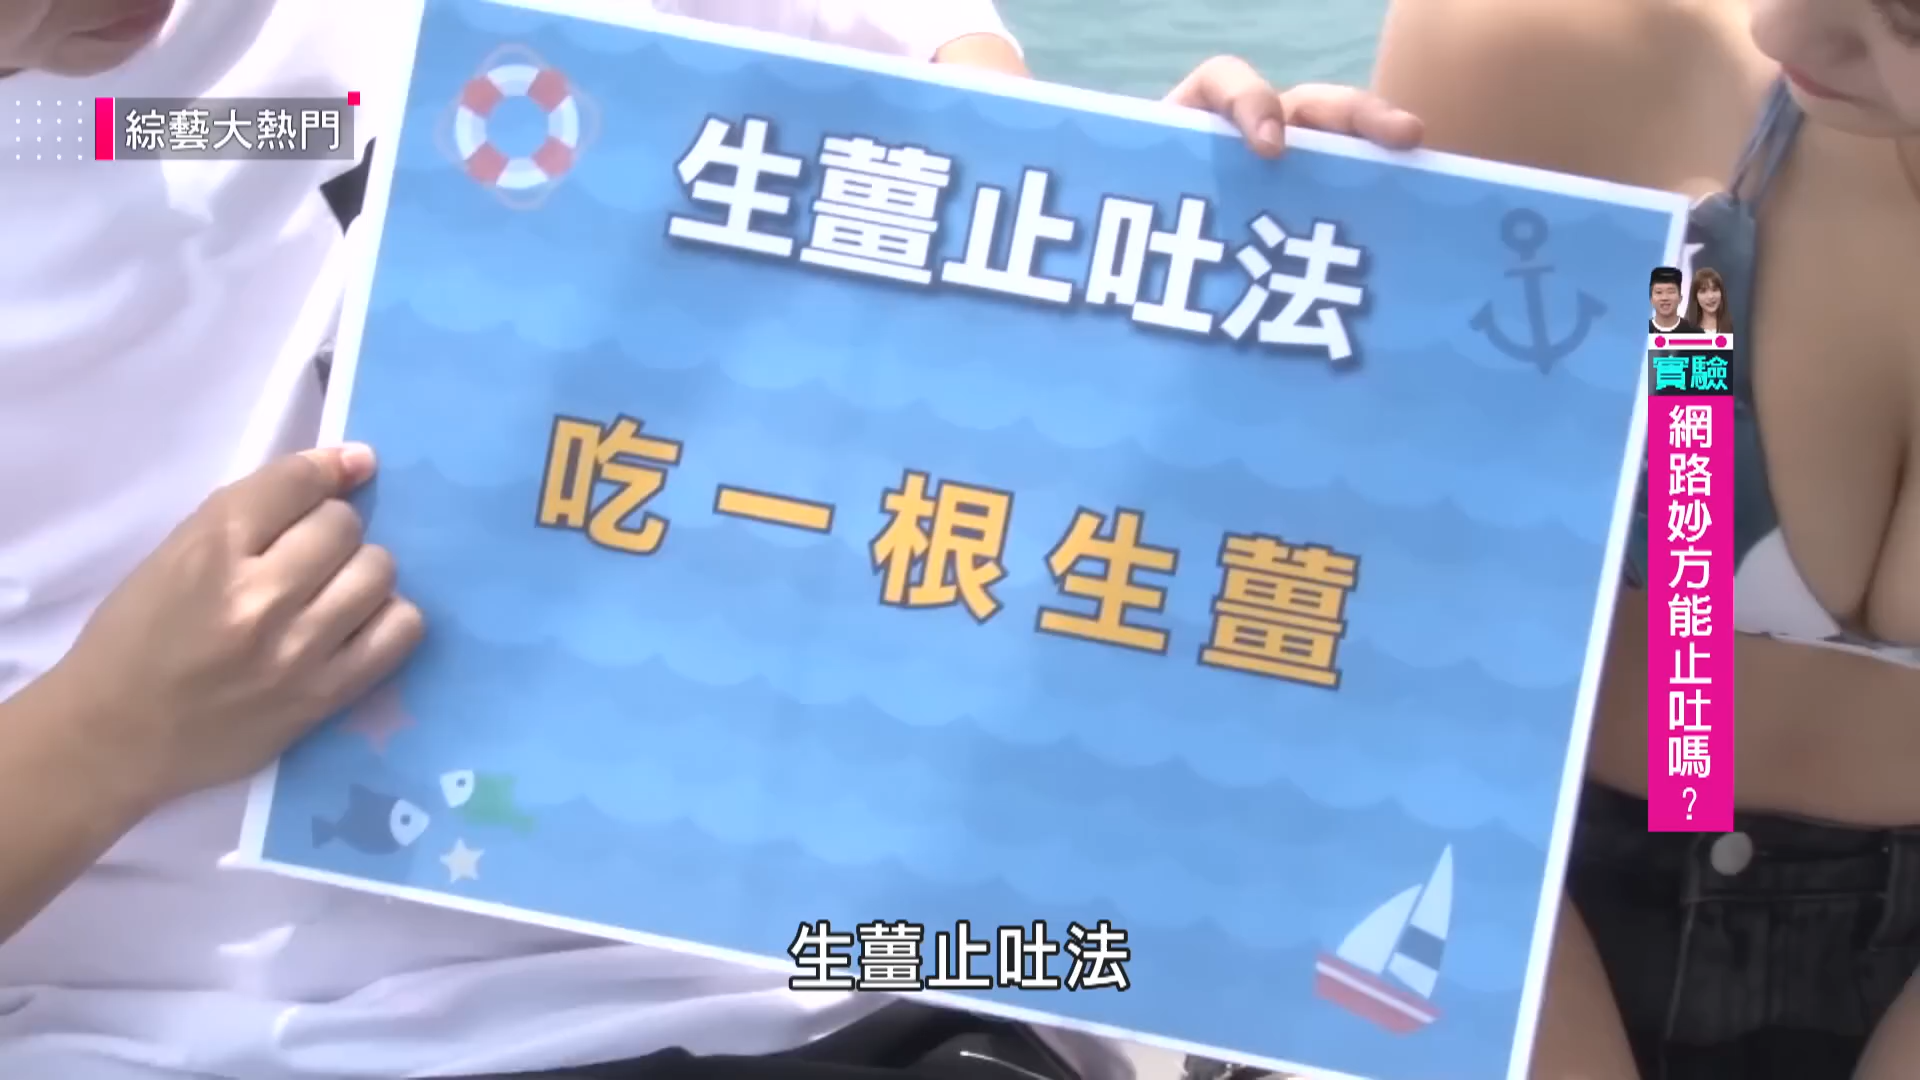 綜藝大熱門
生薑止吐法
吃一根生薑
實驗
網路妙方能止吐嗎？
生薑止吐法